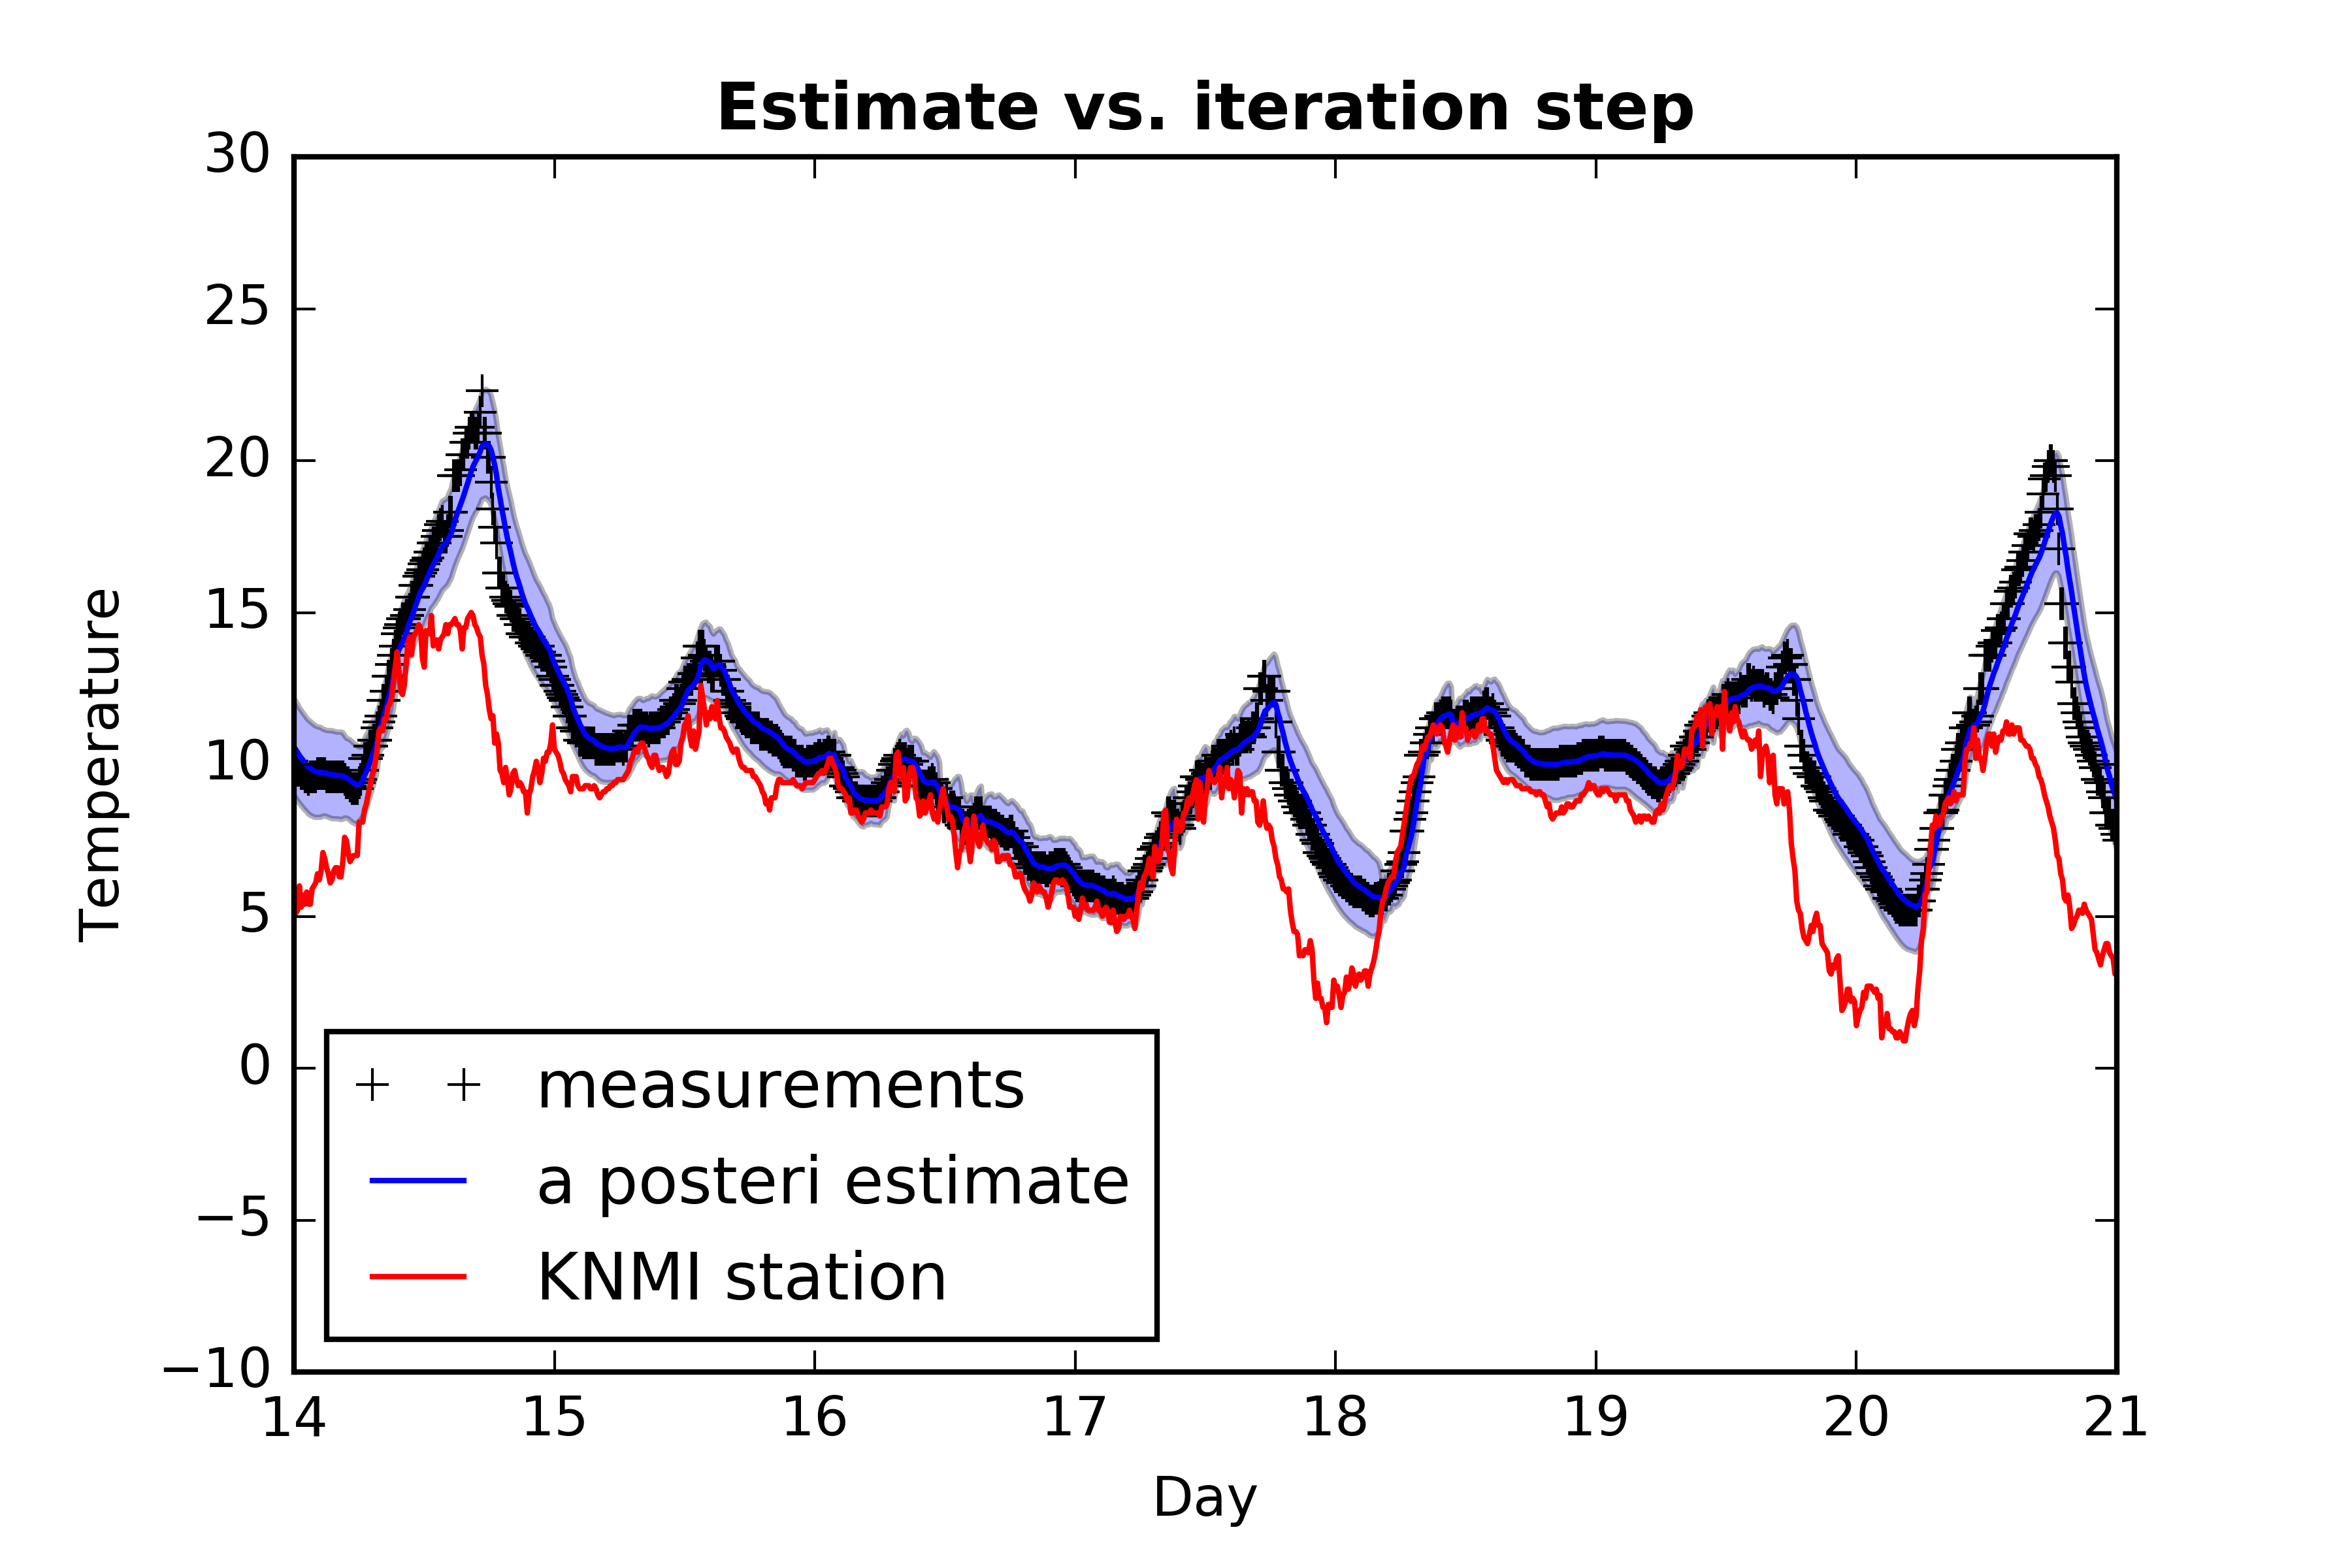 Estimate vs. iteration step
30
25
20
15
10
5
0
−5
−10
Temperature
measurements
a posteri estimate
KNMI station
14 15 16 17 18 19 20 21
Day